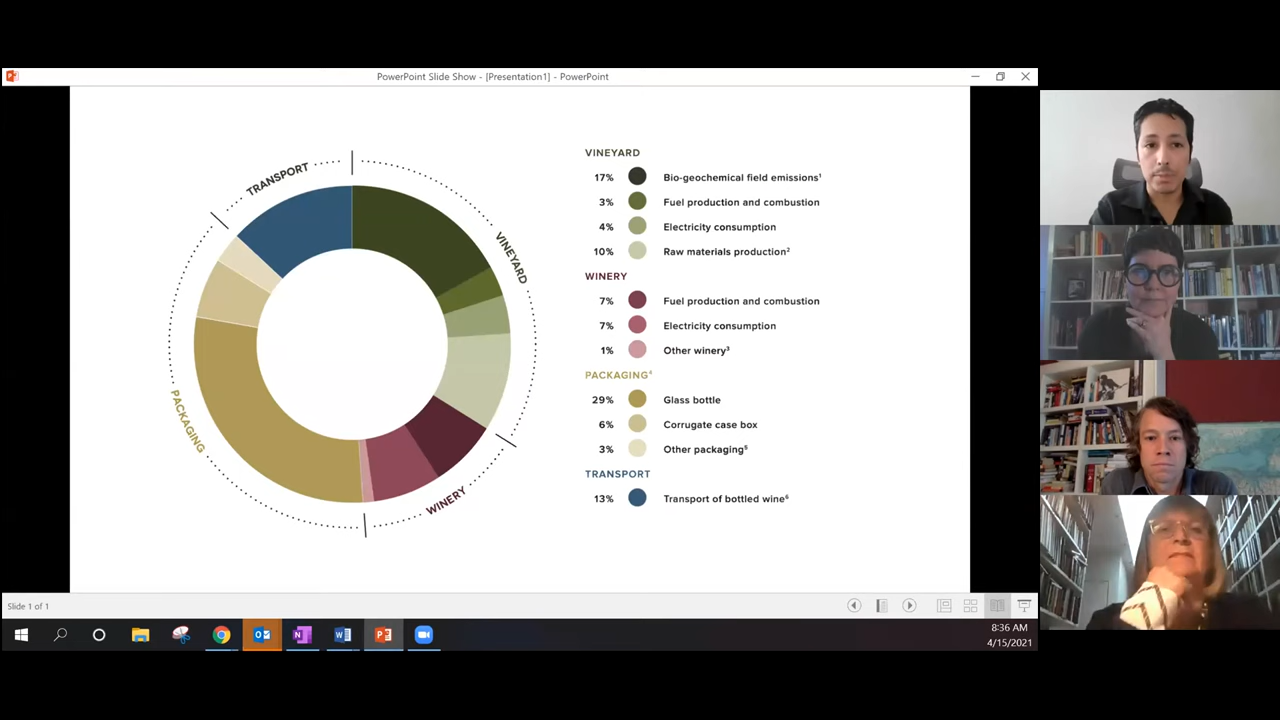 PowerPoint Slide Show - [Presentation1] - PowerPoint
TRANSPORT
VINEYARD
PACKAGING
WINERY
VINEYARD
17% Bio-geochemical field emissions¹
3% Fuel production and combustion
4% Electricity consumption
10% Raw materials production²
WINERY
7% Fuel production and combustion
7% Electricity consumption
1% Other winery³
PACKAGING⁴
29% Glass bottle
6% Corrugate case box
3% Other packaging⁵
TRANSPORT
13% Transport of bottled wine⁶
Slide 1 of 1
8:36 AM
4/15/2021